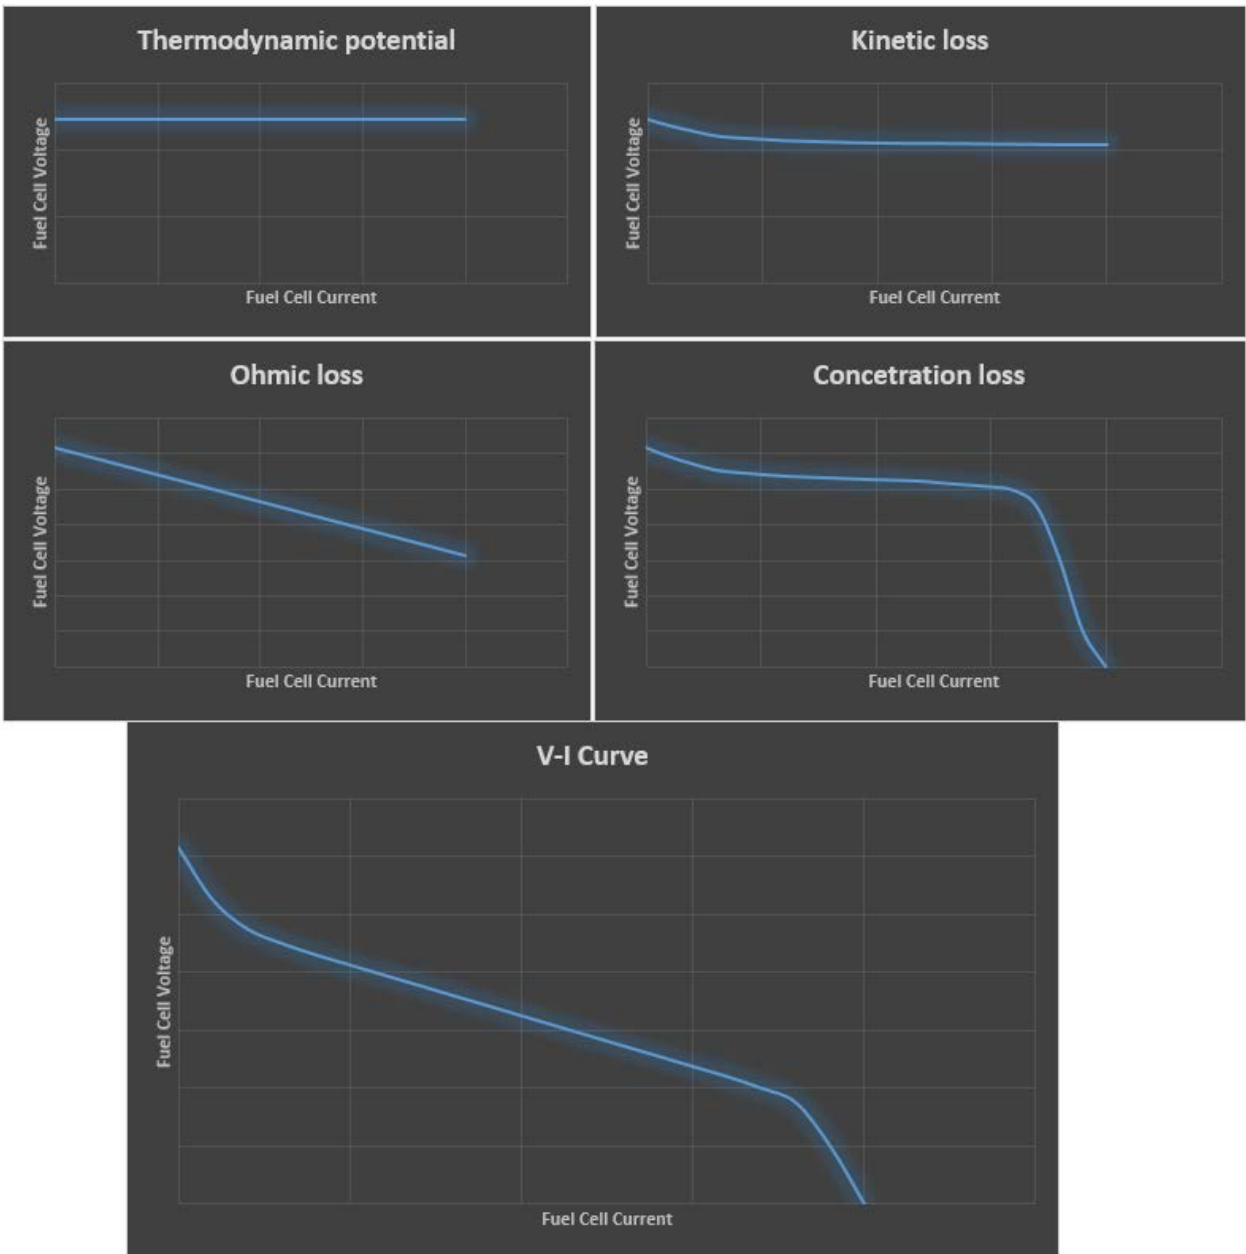 Thermodynamic potential
Fuel Cell Voltage
Fuel Cell Current
Kinetic loss
Fuel Cell Voltage
Fuel Cell Current
Ohmic loss
Fuel Cell Voltage
Fuel Cell Current
Concetration loss
Fuel Cell Voltage
Fuel Cell Current
V-I Curve
Fuel Cell Voltage
Fuel Cell Current